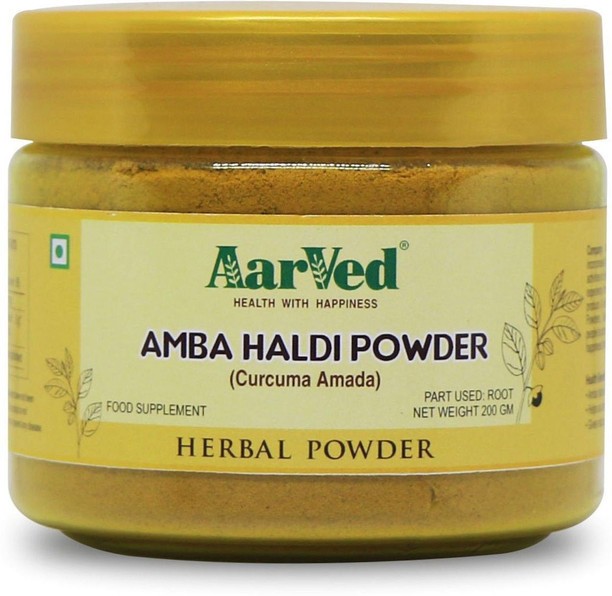 AarVed®
HEALTH WITH HAPPINESS
AMBA HALDI POWDER
(Curcuma Amada)
FOOD SUPPLEMENT
PART USED: ROOT
NET WEIGHT 200 GM
HERBAL POWDER